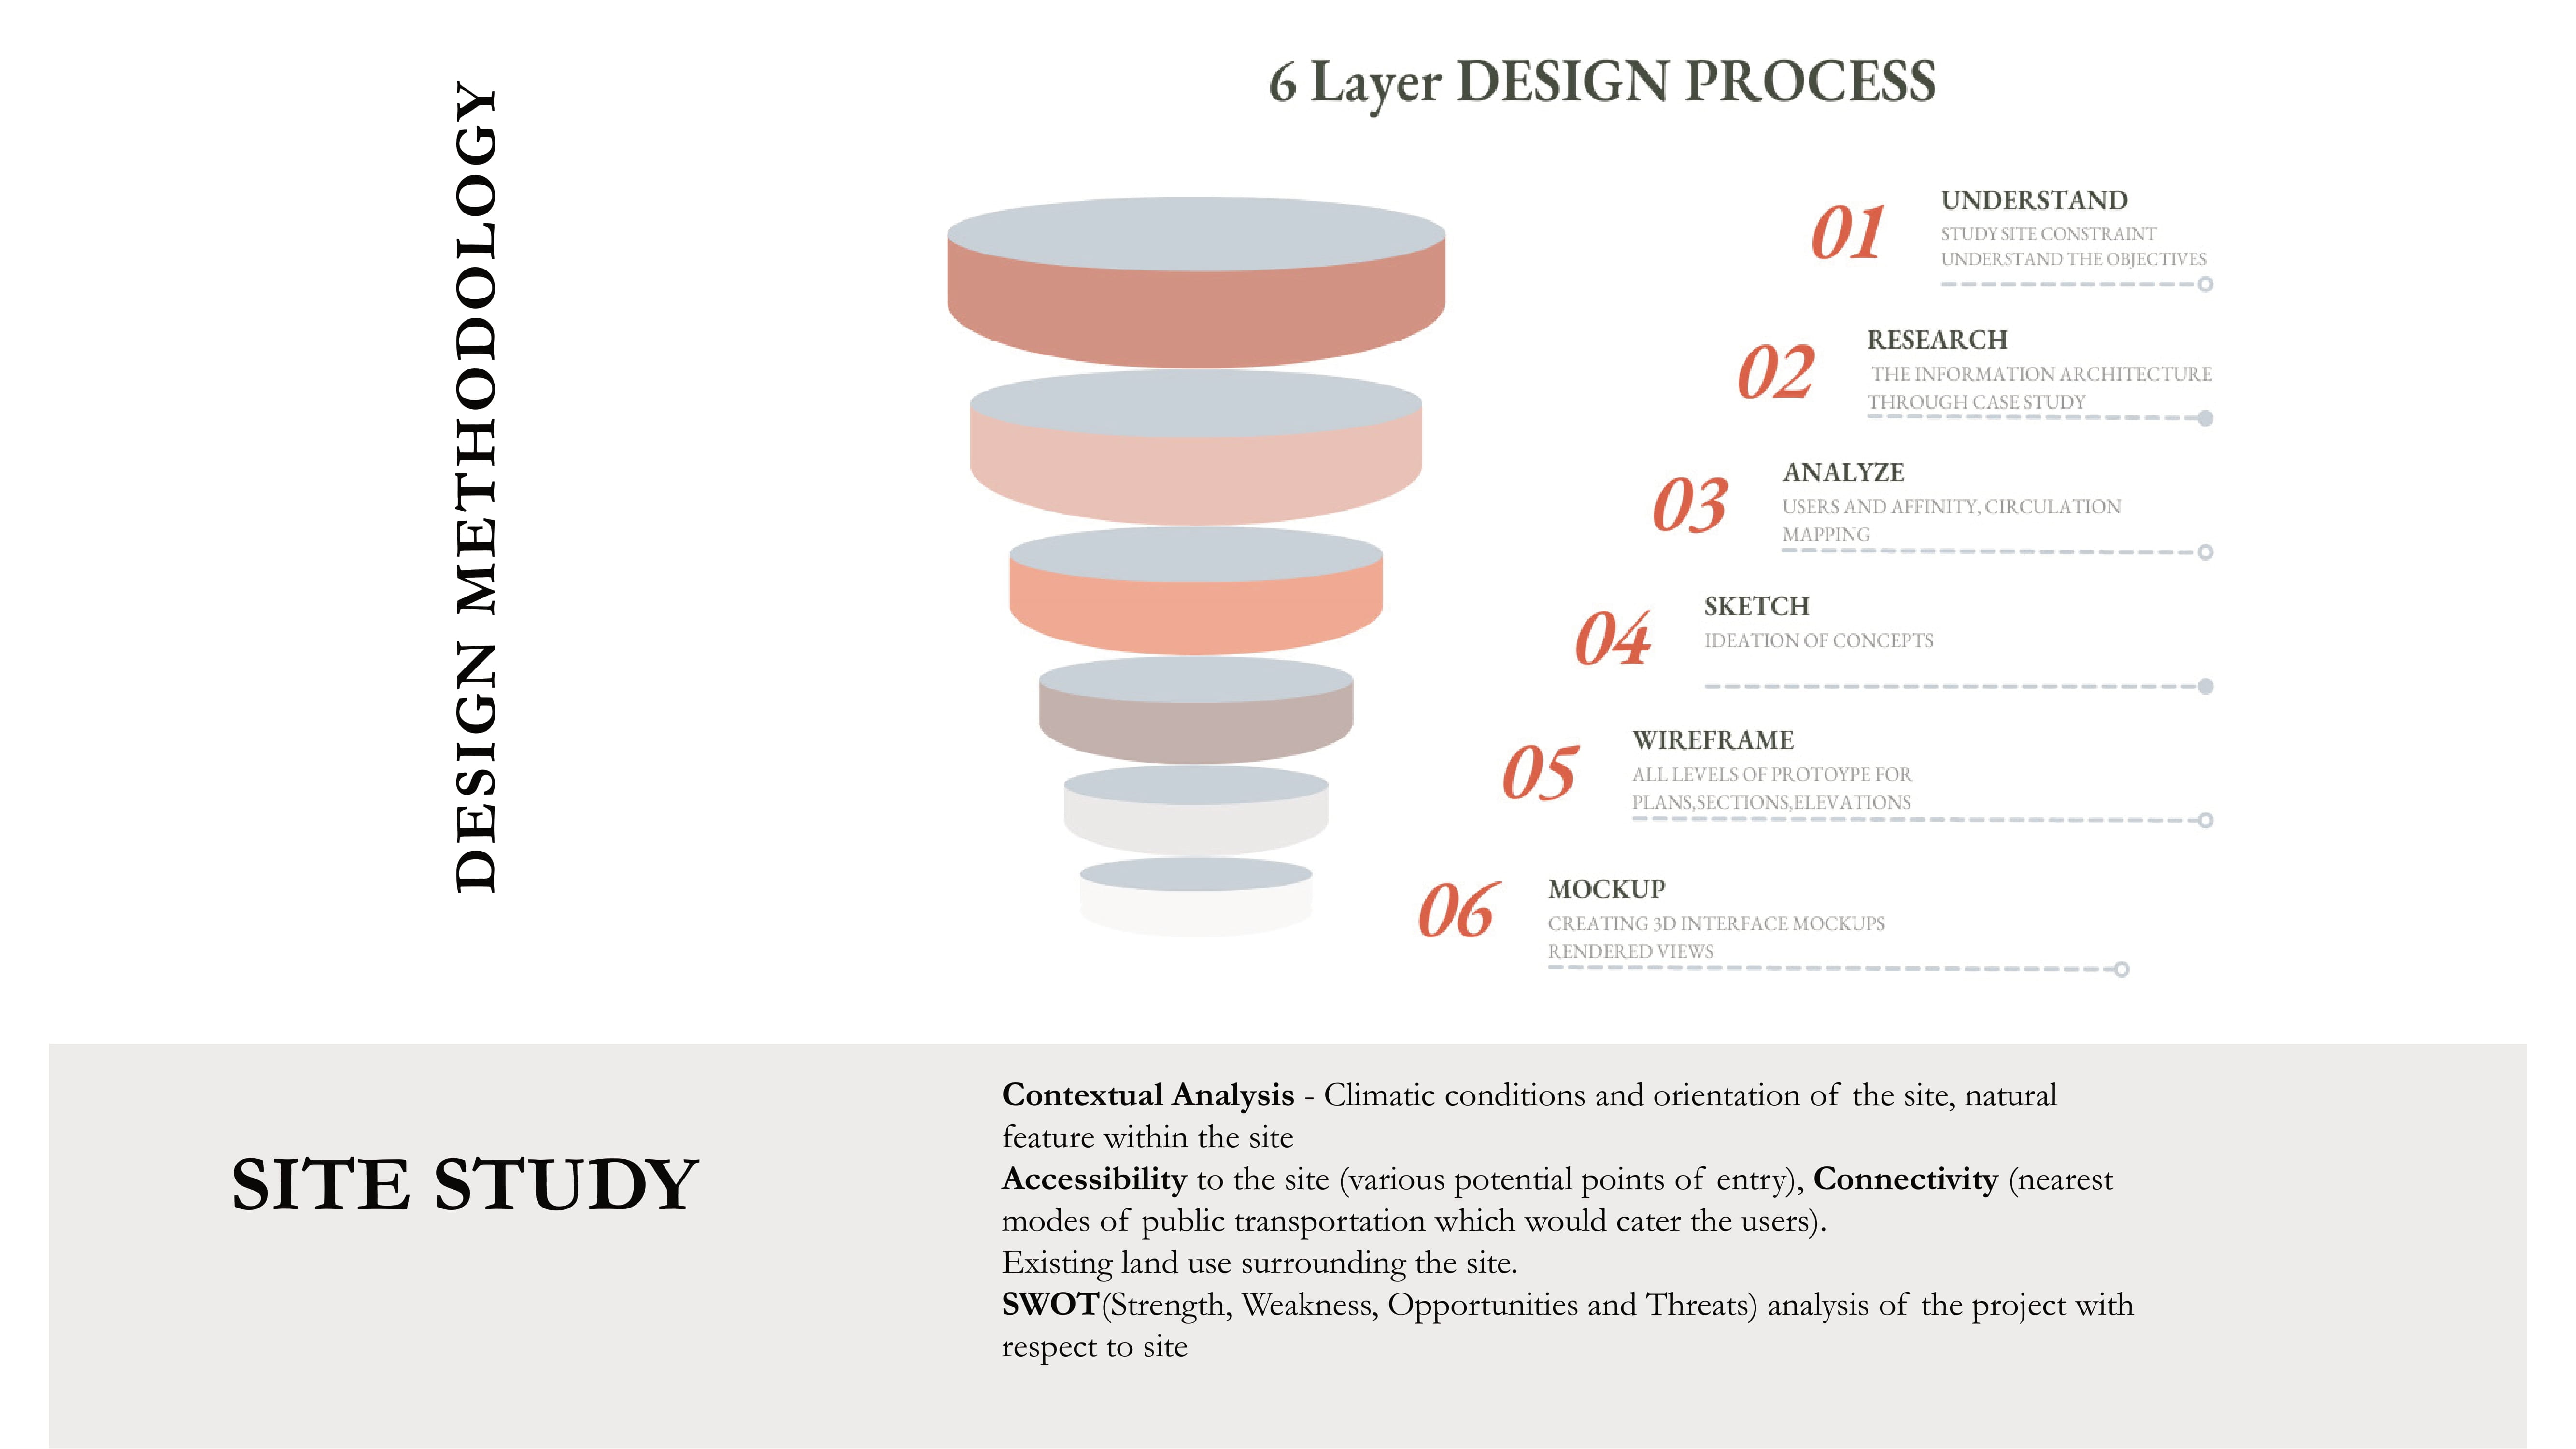 DESIGN METHODOLOGY
6 Layer DESIGN PROCESS
01
UNDERSTAND
STUDY SITE CONSTRAINT
UNDERSTAND THE OBJECTIVES
02
RESEARCH
THE INFORMATION ARCHITECTURE
THROUGH CASE STUDY
03
ANALYZE
USERS AND AFFINITY, CIRCULATION
MAPPING
04
SKETCH
IDEATION OF CONCEPTS
05
WIREFRAME
ALL LEVELS OF PROTOYPE FOR
PLANS,SECTIONS,ELEVATIONS
06
MOCKUP
CREATING 3D INTERFACE MOCKUPS
RENDERED VIEWS
SITE STUDY
Contextual Analysis - Climatic conditions and orientation of the site, natural
feature within the site
Accessibility to the site (various potential points of entry), Connectivity (nearest
modes of public transportation which would cater the users).
Existing land use surrounding the site.
SWOT(Strength, Weakness, Opportunities and Threats) analysis of the project with
respect to site